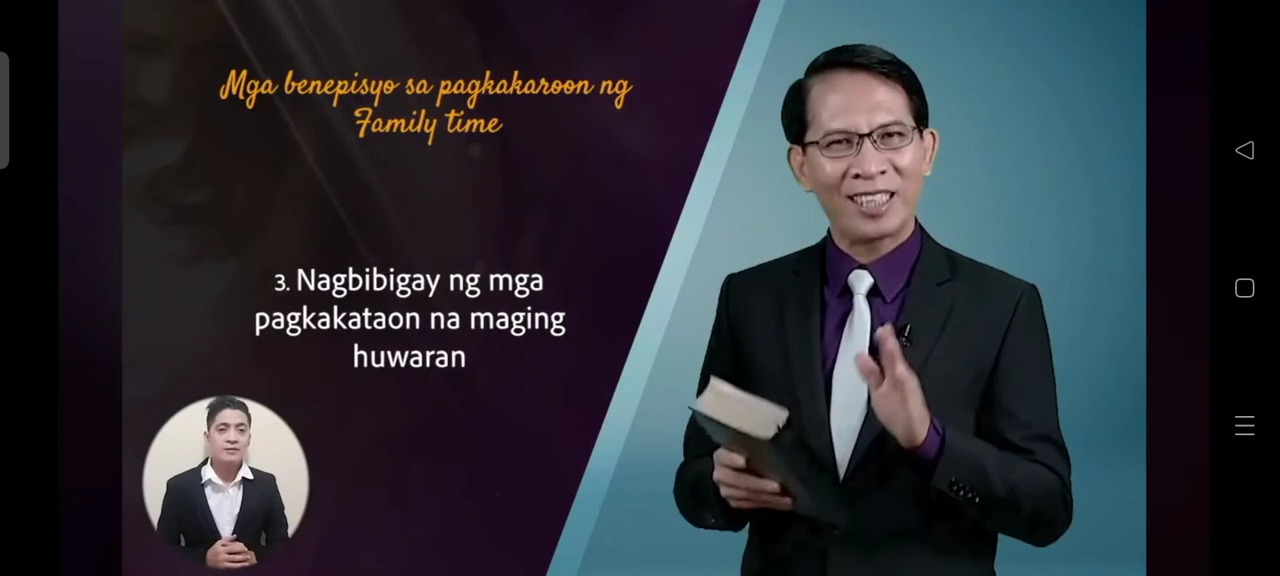 Mga benepisyo sa pagkakaroon ng
Family time
3. Nagbibigay ng mga
pagkakataon na maging
huwaran